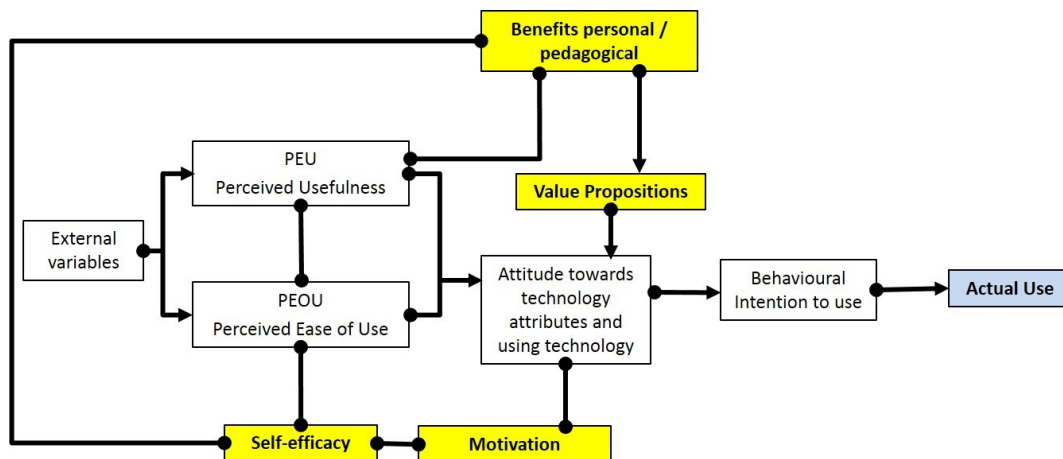 Benefits personal /
pedagogical
PEU
Perceived Usefulness
Value Propositions
External
variables
PEOU
Perceived Ease of Use
Attitude towards
technology
attributes and
using technology
Behavioural
Intention to use
Actual Use
Self-efficacy
Motivation